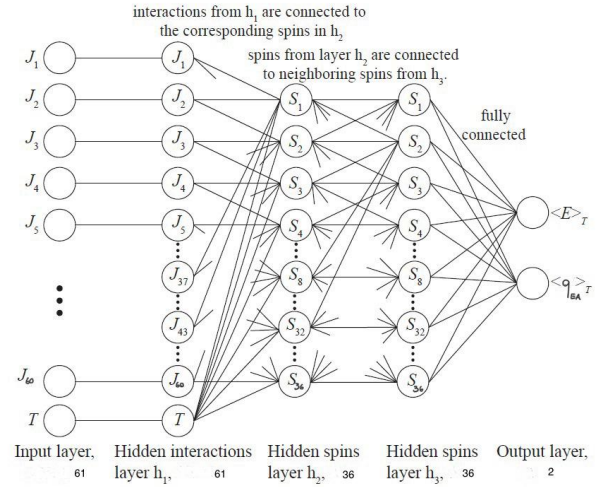 interactions from h₁ are connected to
the corresponding spins in h₂
spins from layer h₂ are connected
to neighboring spins from h₃.
fully
connected
J₁
J₂
J₃
J₄
J₅
J₆₀
T
J₁
J₂
J₃
J₄
J₅
J₃₇
J₄₃
J₆₀
T
S₁
S₂
S₃
S₄
S₈
S₃₂
S₃₆
S₁
S₂
S₃
S₄
S₈
S₃₂
S₃₆
<E>_T
<q_EA>_T
Input layer, 61
Hidden interactions
layer h₁, 61
Hidden spins
layer h₂, 36
Hidden spins
layer h₃, 36
Output layer,
2